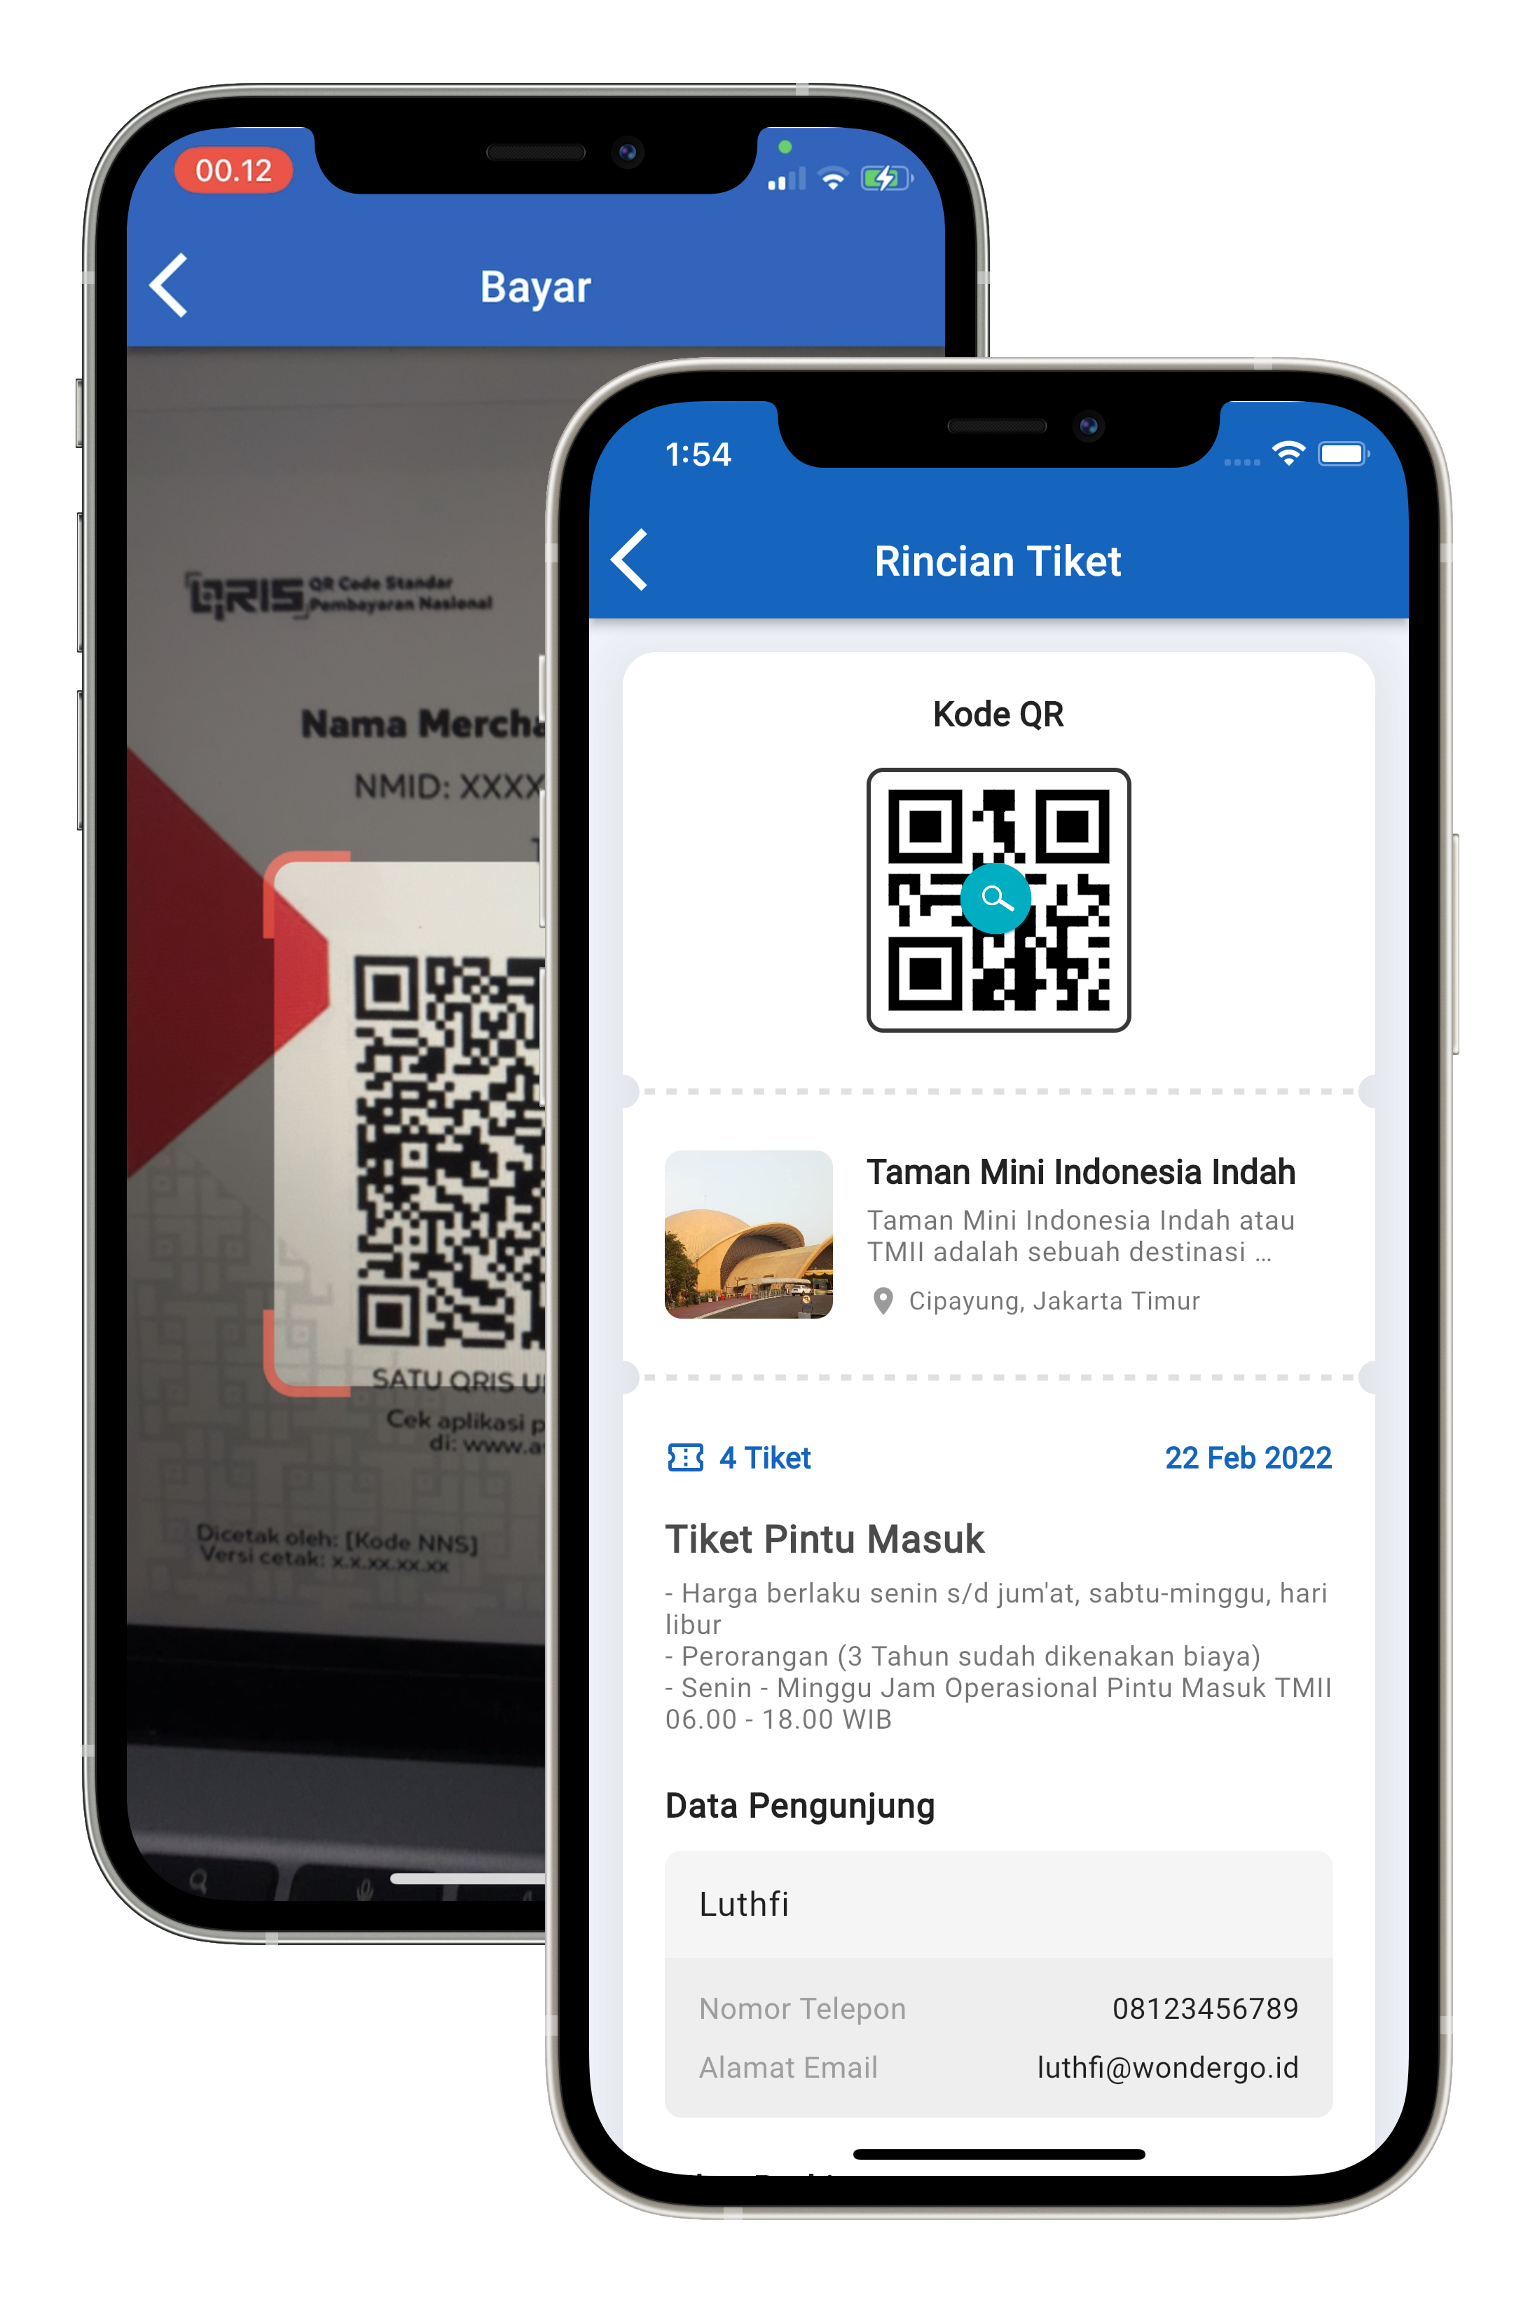 00.12
Bayar
QRIS QR Code Standar
Pembayaran Nasional
Nama Mercha
NMID: XXXX
SATU QRIS U
Cek aplikasi p
di: www.a
Dicetak oleh: [Kode NNS]
Versi cetak: x.x.xx.xx.xx
1:54
Rincian Tiket
Kode QR
Taman Mini Indonesia Indah
Taman Mini Indonesia Indah atau
TMII adalah sebuah destinasi ...
Cipayung, Jakarta Timur
4 Tiket
22 Feb 2022
Tiket Pintu Masuk
- Harga berlaku senin s/d jum'at, sabtu-minggu, hari
libur
- Perorangan (3 Tahun sudah dikenakan biaya)
- Senin - Minggu Jam Operasional Pintu Masuk TMII
06.00 - 18.00 WIB
Data Pengunjung
Luthfi
Nomor Telepon
08123456789
Alamat Email
luthfi@wondergo.id